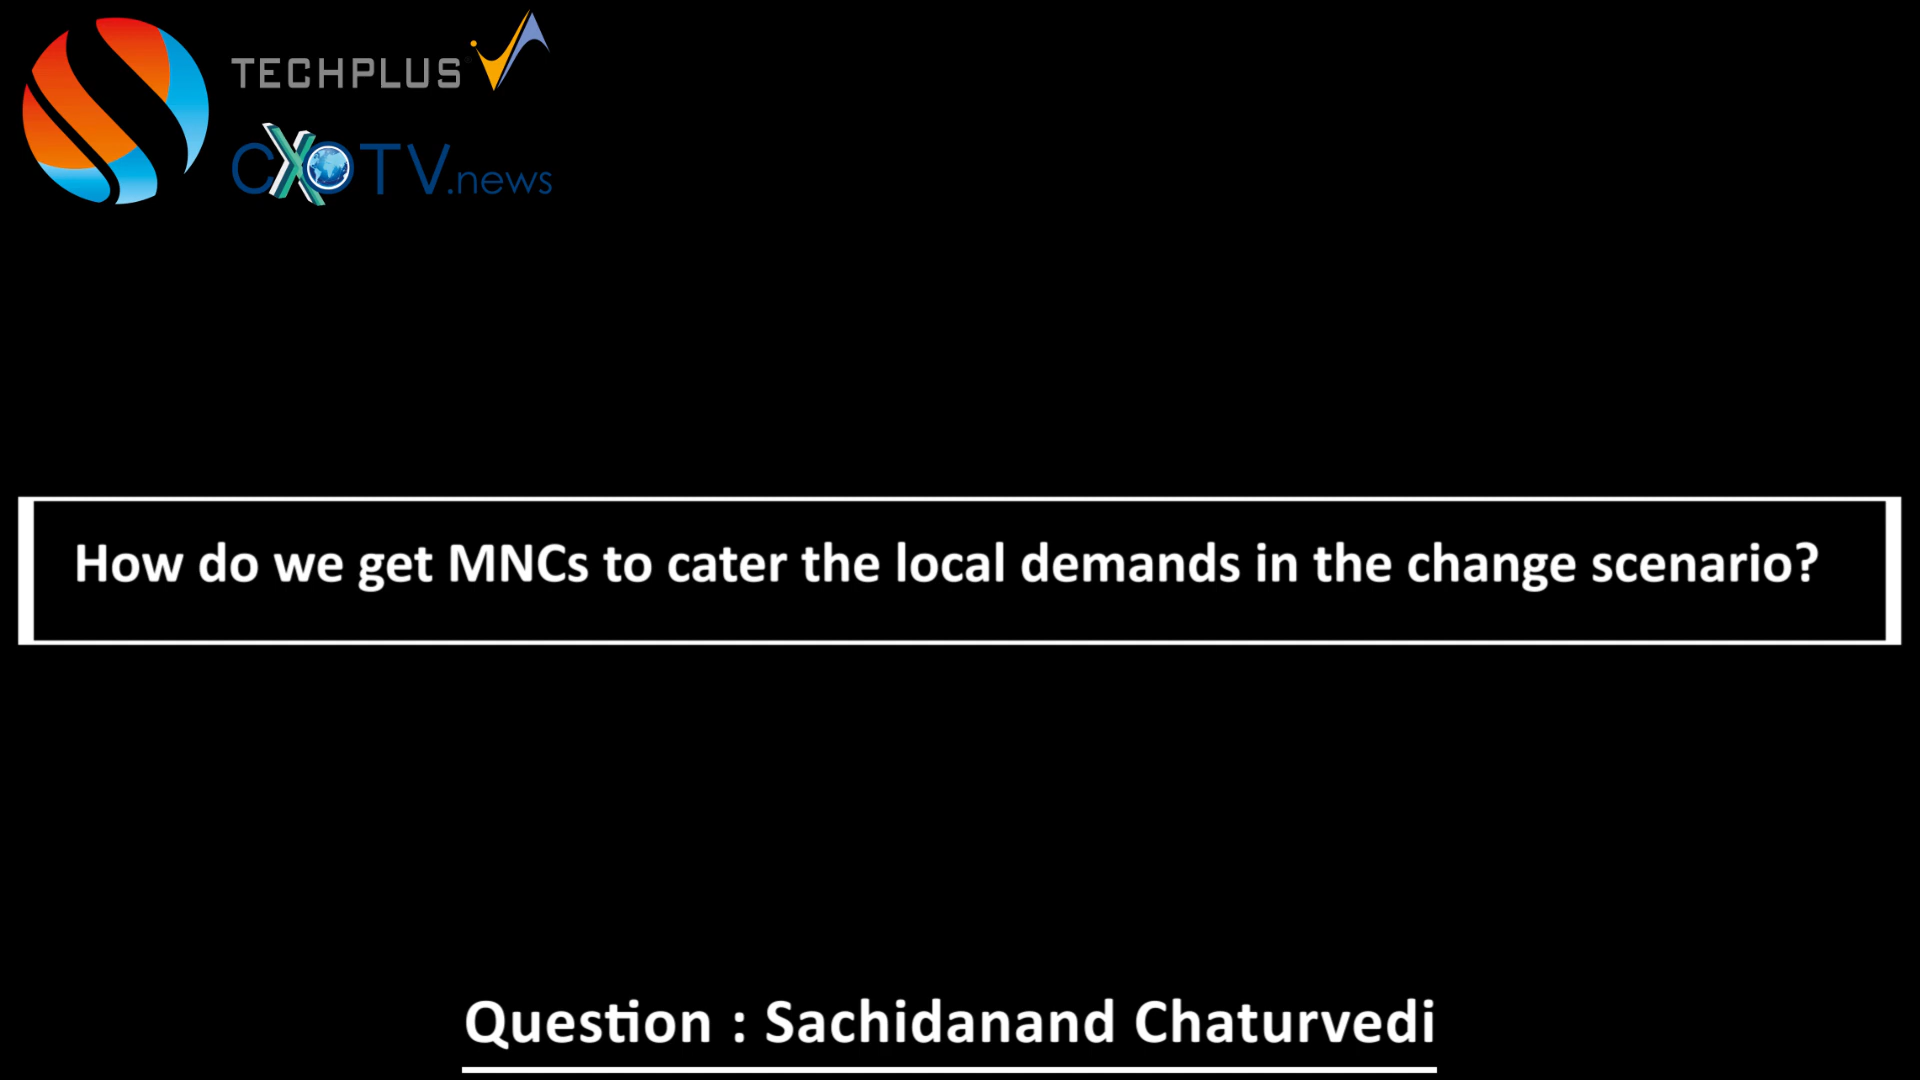 TECHPLUS
CXOTV.news
How do we get MNCs to cater the local demands in the change scenario?
Question : Sachidanand Chaturvedi